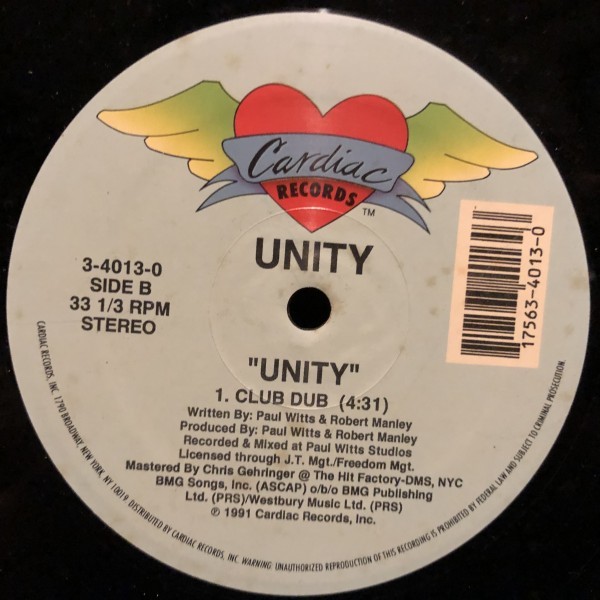 Cardiac
RECORDS
™
UNITY
3-4013-0
SIDE B
33 1/3 RPM
STEREO
17563-4013-0
"UNITY"
1. CLUB DUB (4:31)
Written By: Paul Witts & Robert Manley
Produced By: Paul Witts & Robert Manley
Recorded & Mixed at Paul Witts Studios
Licensed through J.T. Mgt./Freedom Mgt.
Mastered By Chris Gehringer @ The Hit Factory-DMS, NYC
BMG Songs, Inc. (ASCAP) o/b/o BMG Publishing
Ltd. (PRS)/Westbury Music Ltd. (PRS)
℗ 1991 Cardiac Records, Inc.
CARDIAC RECORDS, INC. 1790 BROADWAY, NEW YORK, NY 10019. DISTRIBUTED BY CARDIAC RECORDS, INC. WARNING: UNAUTHORIZED REPRODUCTION OF THIS RECORDING IS PROHIBITED BY FEDERAL LAW AND SUBJECT TO CRIMINAL PROSECUTION.